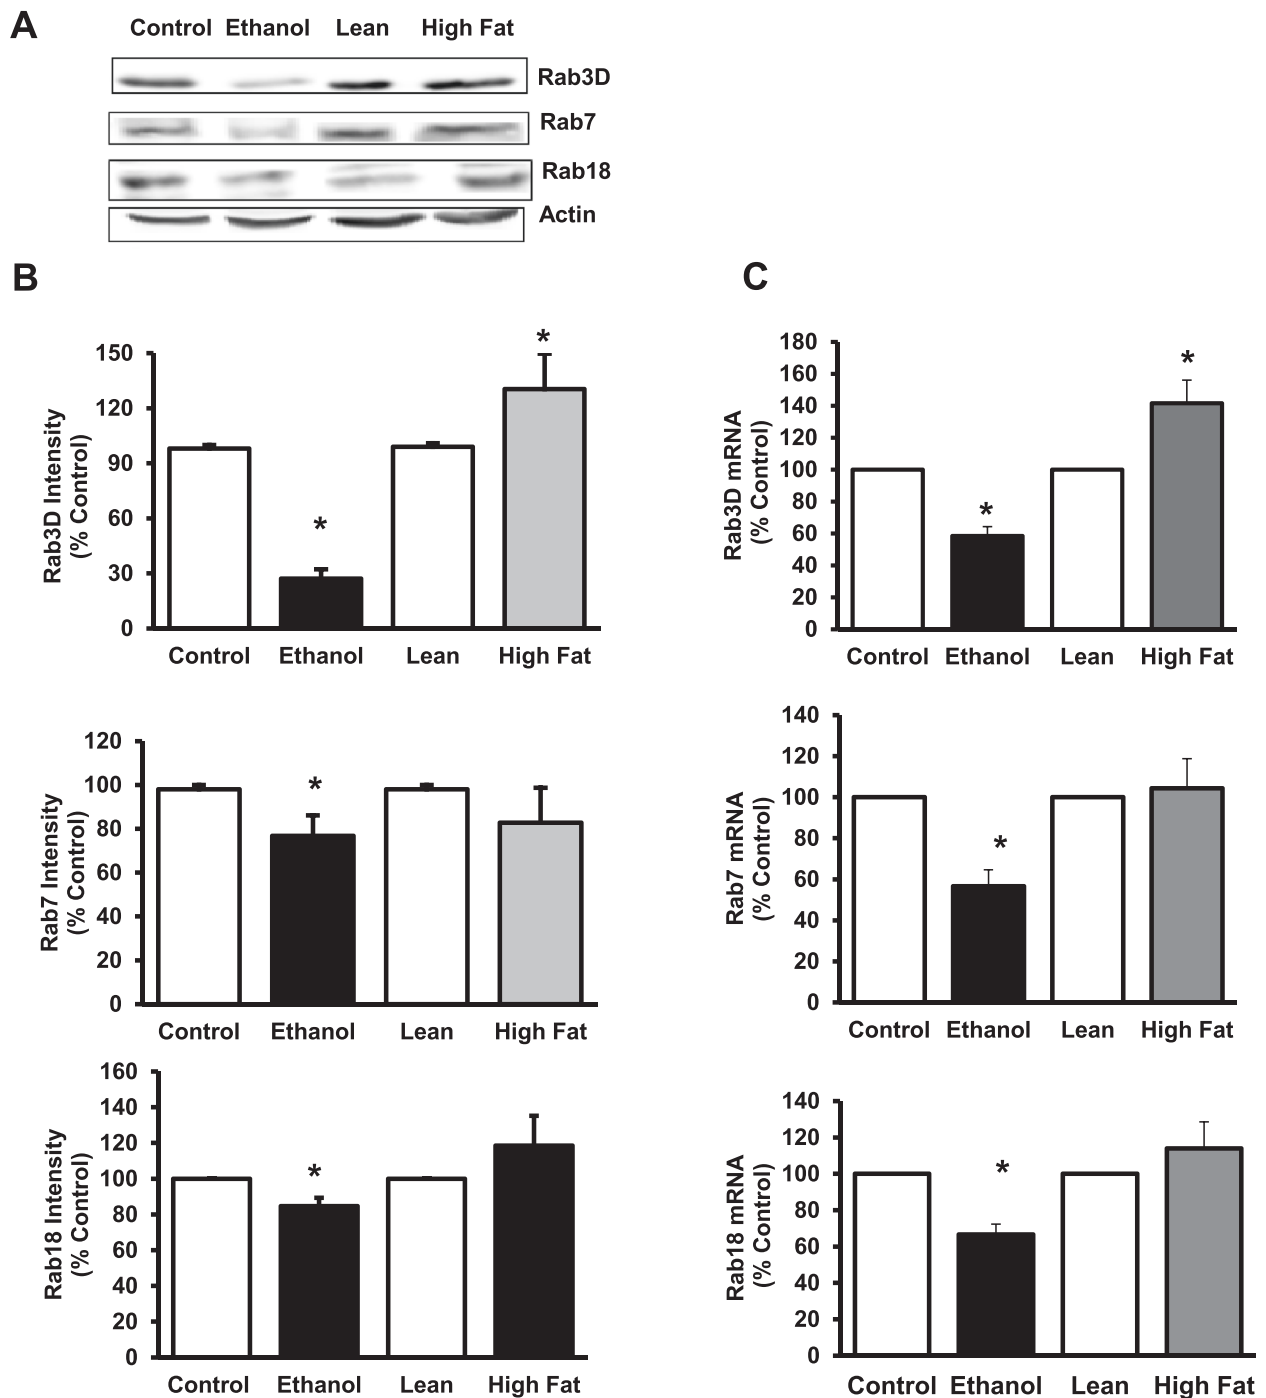 A
Control Ethanol Lean High Fat
Rab3D
Rab7
Rab18
Actin
B
Rab3D Intensity
(% Control)
150
120
90
60
30
0
*
*
Control Ethanol Lean High Fat
Rab7 Intensity
(% Control)
120
100
80
60
40
20
0
*
Control Ethanol Lean High Fat
Rab18 Intensity
(% Control)
160
140
120
100
80
60
40
20
0
*
Control Ethanol Lean High Fat
C
Rab3D mRNA
(% Control)
180
160
140
120
100
80
60
40
20
0
*
*
Control Ethanol Lean High Fat
Rab7 mRNA
(% Control)
140
120
100
80
60
40
20
0
*
Control Ethanol Lean High Fat
Rab18 mRNA
(% Control)
140
120
100
80
60
40
20
0
*
Control Ethanol Lean High Fat